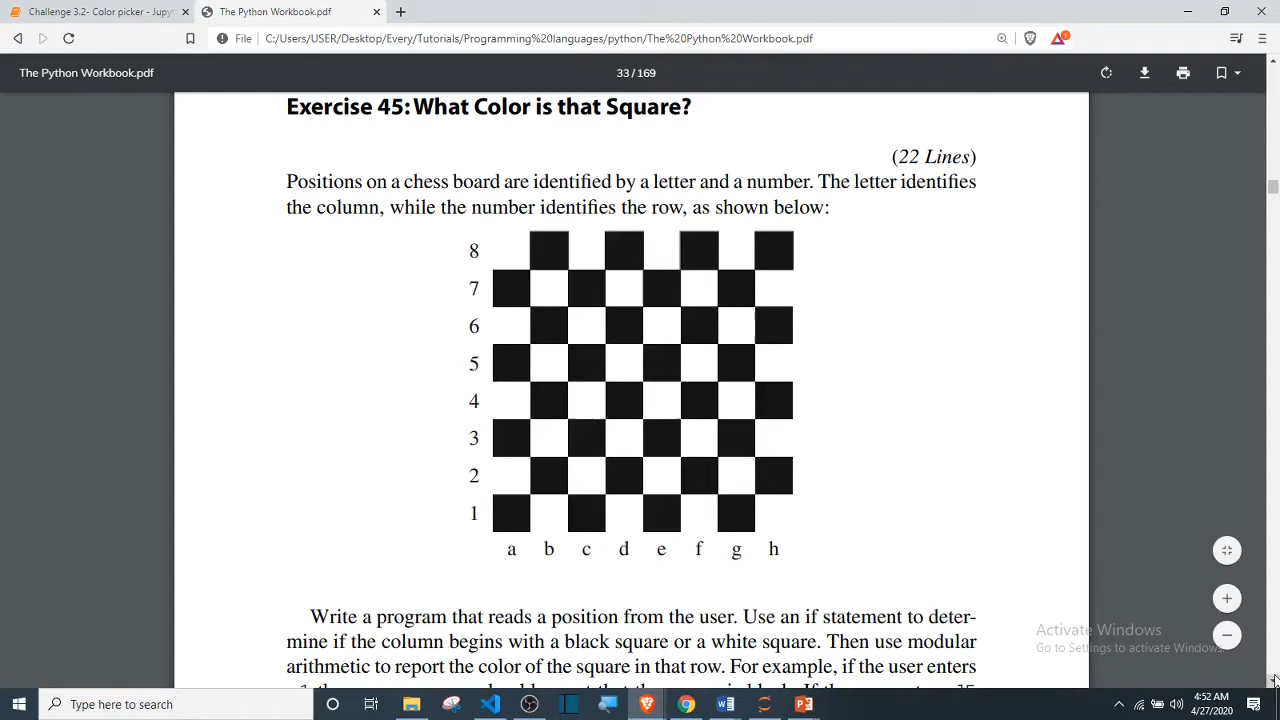 Challenge 3.2- Color picker - Jupy
The Python Workbook.pdf
File
C:/Users/USER/Desktop/Every/Tutorials/Programming%20languages/python/The%20Python%20Workbook.pdf
1
The Python Workbook.pdf
33 / 169
Exercise 45: What Color is that Square?
(22 Lines)
Positions on a chess board are identified by a letter and a number. The letter identifies
the column, while the number identifies the row, as shown below:
8
7
6
5
4
3
2
1
a b c d e f g h
Write a program that reads a position from the user. Use an if statement to deter-
mine if the column begins with a black square or a white square. Then use modular
arithmetic to report the color of the square in that row. For example, if the user enters
Activate Windows
Go to Settings to activate Windows.
Type here to search
4:52 AM
4/27/2020